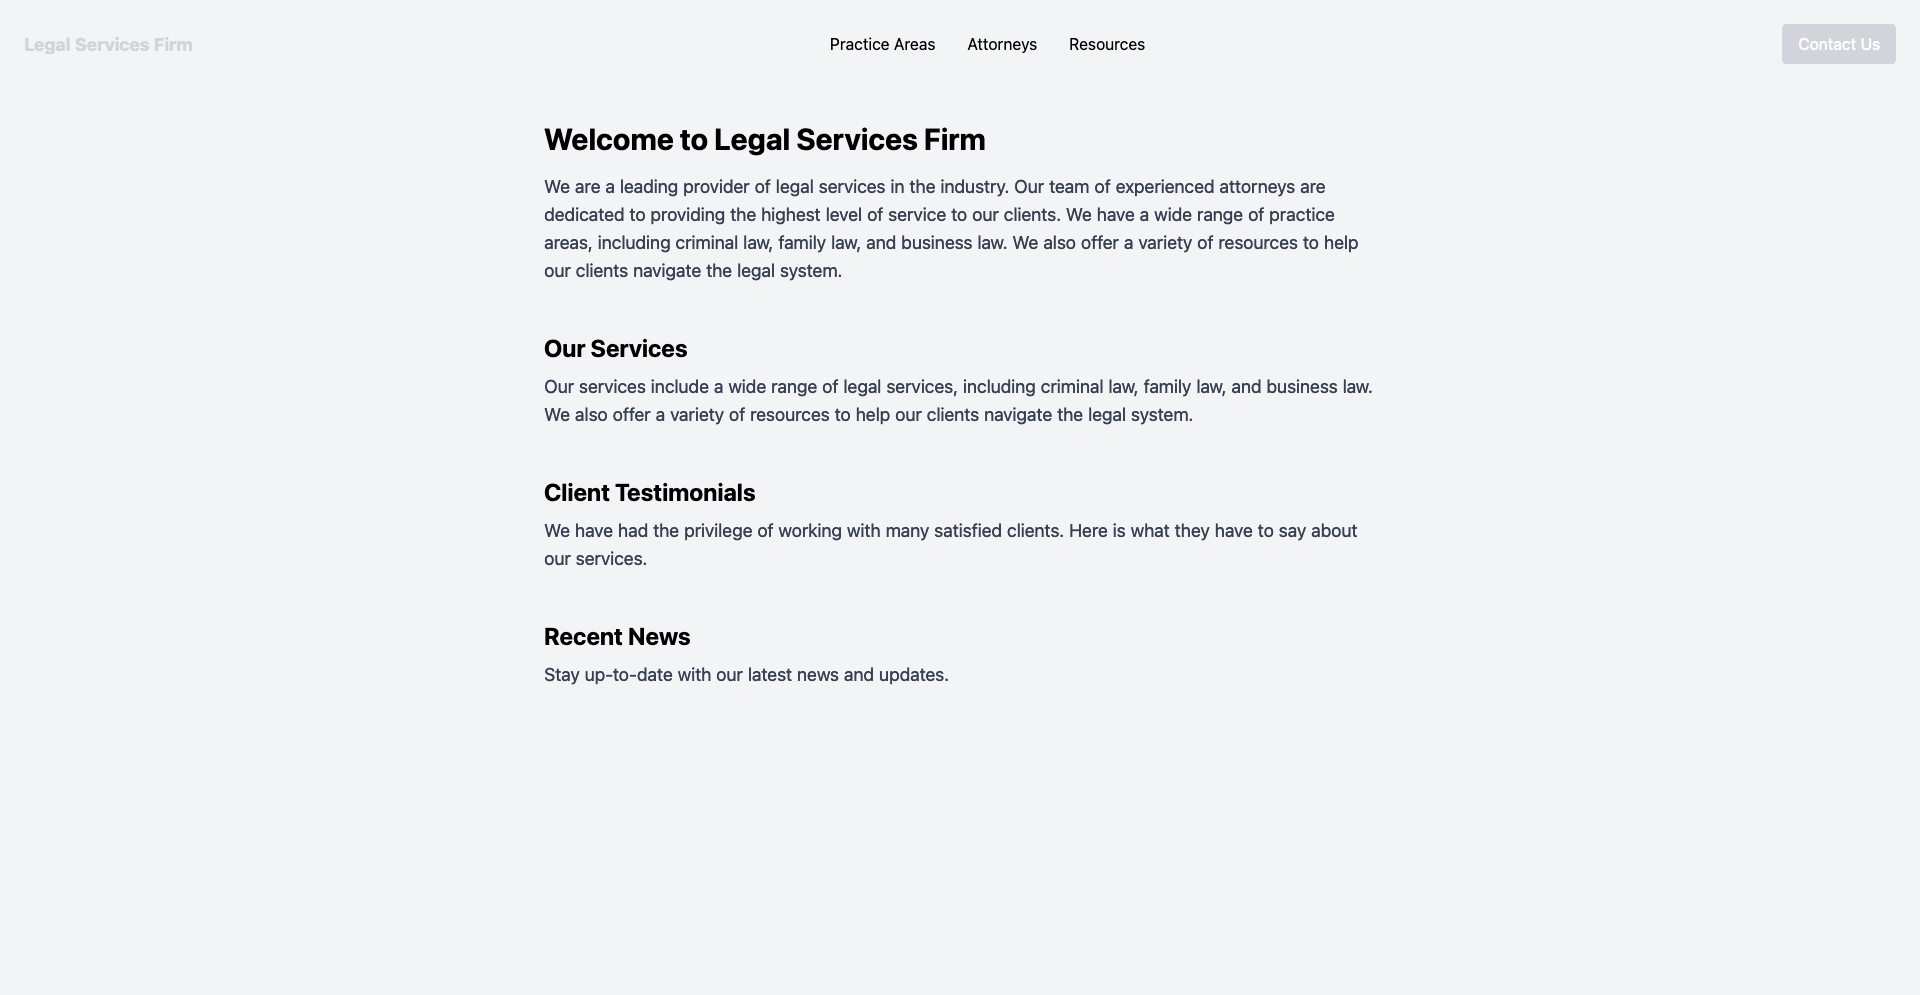 Legal Services Firm
Practice Areas
Attorneys
Resources
Contact Us
Welcome to Legal Services Firm
We are a leading provider of legal services in the industry. Our team of experienced attorneys are
dedicated to providing the highest level of service to our clients. We have a wide range of practice
areas, including criminal law, family law, and business law. We also offer a variety of resources to help
our clients navigate the legal system.
Our Services
Our services include a wide range of legal services, including criminal law, family law, and business law.
We also offer a variety of resources to help our clients navigate the legal system.
Client Testimonials
We have had the privilege of working with many satisfied clients. Here is what they have to say about
our services.
Recent News
Stay up-to-date with our latest news and updates.